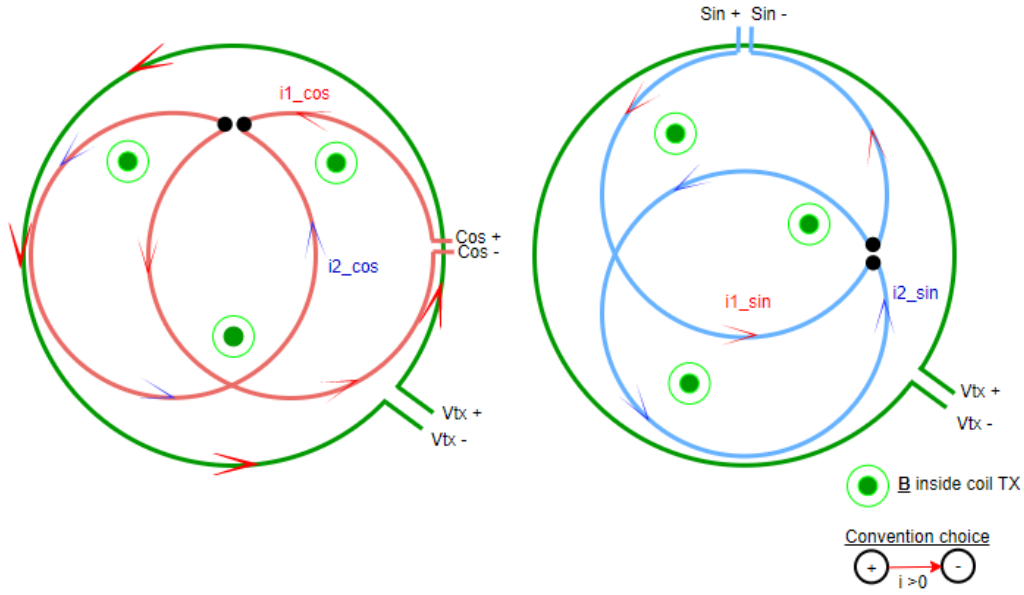 Sin + Sin -
i1_cos
Cos +
Cos -
i2_cos
i1_sin
i2_sin
Vtx +
Vtx -
Vtx +
Vtx -
B inside coil TX
Convention choice
+ -
i >0